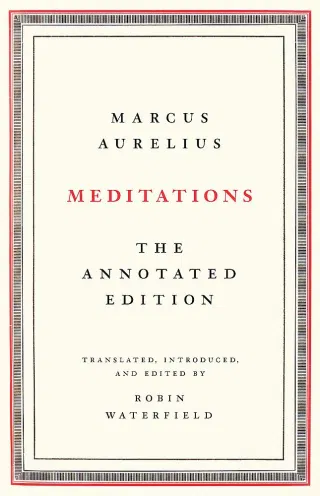 MARCUS
AURELIUS
MEDITATIONS
THE
ANNOTATED
EDITION
TRANSLATED, INTRODUCED,
AND EDITED BY
ROBIN
WATERFIELD